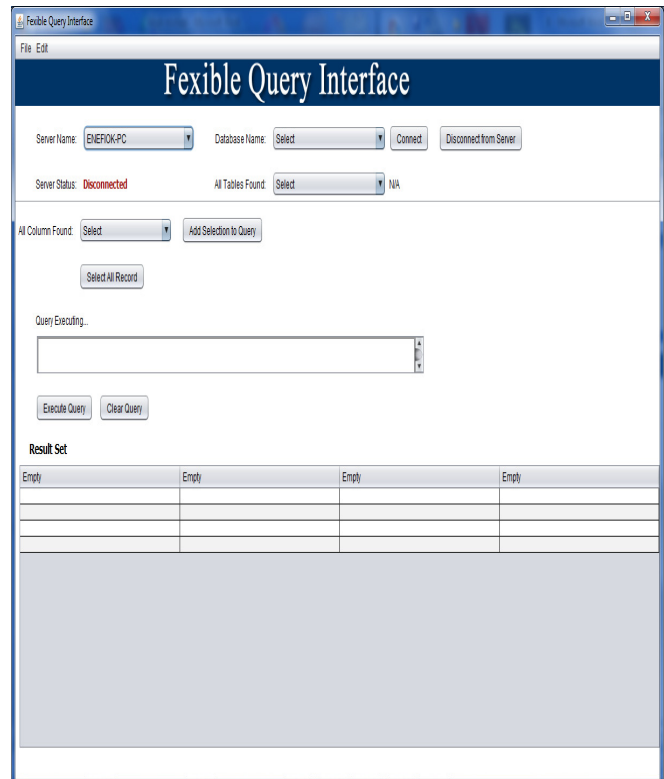 Fexible Query Interface
File Edit
Fexible Query Interface
Server Name: ENEFIOK-PC Database Name: Select Connect Disconnect from Server
Server Status: Disconnected All Tables Found: Select N/A
All Column Found: Select Add Selection to Query
Select All Record
Query Executing...
Execute Query Clear Query
Result Set
Empty Empty Empty Empty